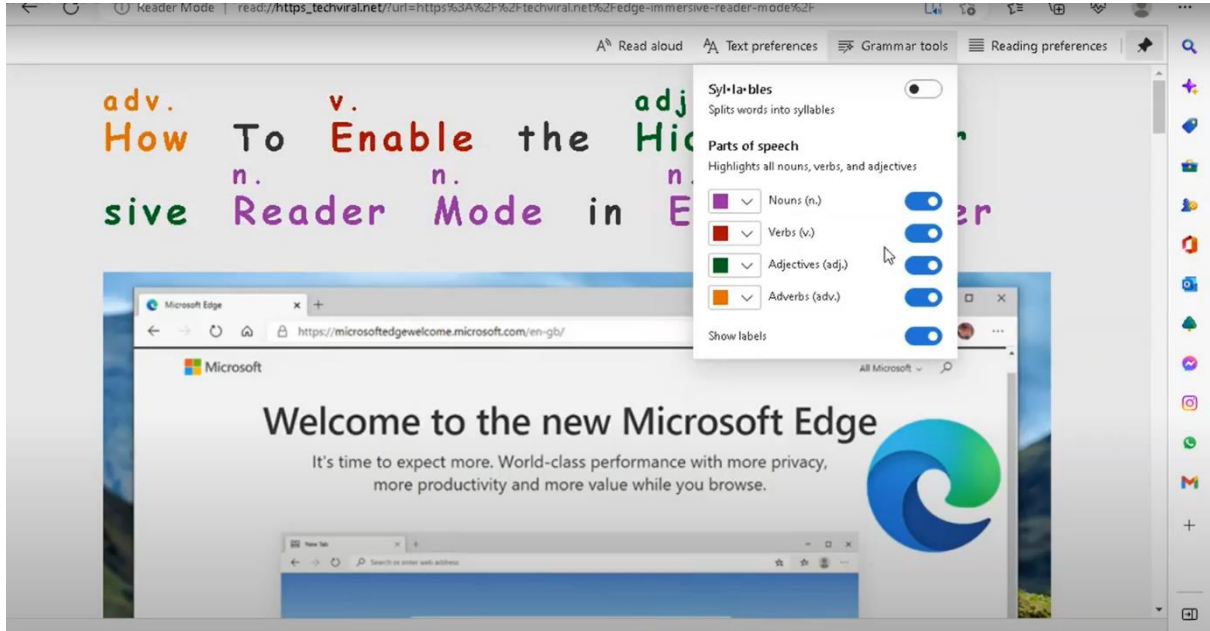 Reader Mode | read://https_techviral.net//url=https%3A%2F%2Ftechviral.net%2Fedge-immersive-reader-mode%2F
Read aloud Text preferences Grammar tools Reading preferences
Syl•la•bles
Splits words into syllables
Parts of speech
Highlights all nouns, verbs, and adjectives
Nouns (n.)
Verbs (v.)
Adjectives (adj.)
Adverbs (adv.)
Show labels
adv. v. adj
How To Enable the
n. n. n.
sive Reader Mode in
Microsoft Edge
https://microsoftedgewelcome.microsoft.com/en-gb/
Microsoft All Microsoft
Welcome to the new Microsoft Edge
It's time to expect more. World-class performance with more privacy,
more productivity and more value while you browse.
New Tab
Search or enter web address